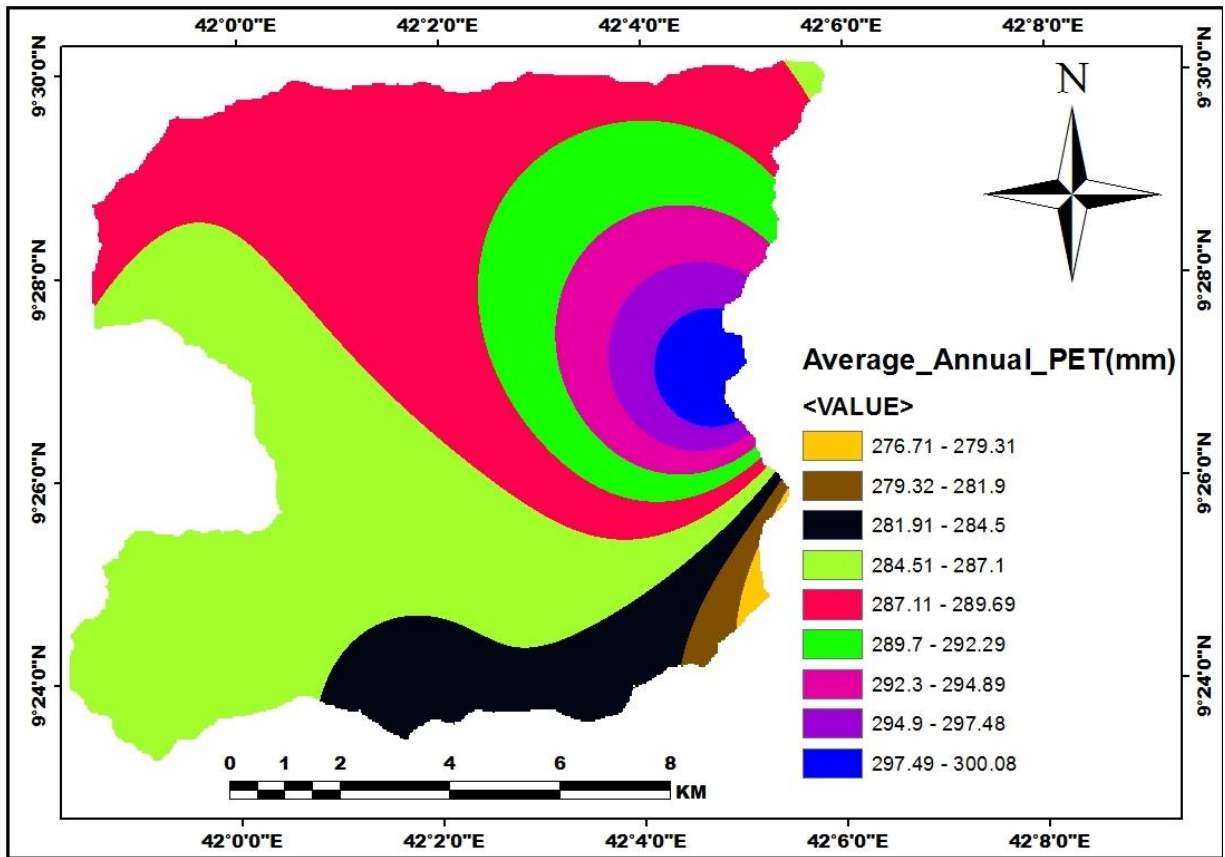 42°0'0"E 42°2'0"E 42°4'0"E 42°6'0"E 42°8'0"E
9°30'0"N 9°30'0"N
N
9°28'0"N 9°28'0"N
Average_Annual_PET(mm)
<VALUE>
276.71 - 279.31
279.32 - 281.9
281.91 - 284.5
284.51 - 287.1
287.11 - 289.69
289.7 - 292.29
292.3 - 294.89
294.9 - 297.48
297.49 - 300.08
9°26'0"N 9°26'0"N
9°24'0"N 9°24'0"N
0 1 2 4 6 8
KM
42°0'0"E 42°2'0"E 42°4'0"E 42°6'0"E 42°8'0"E